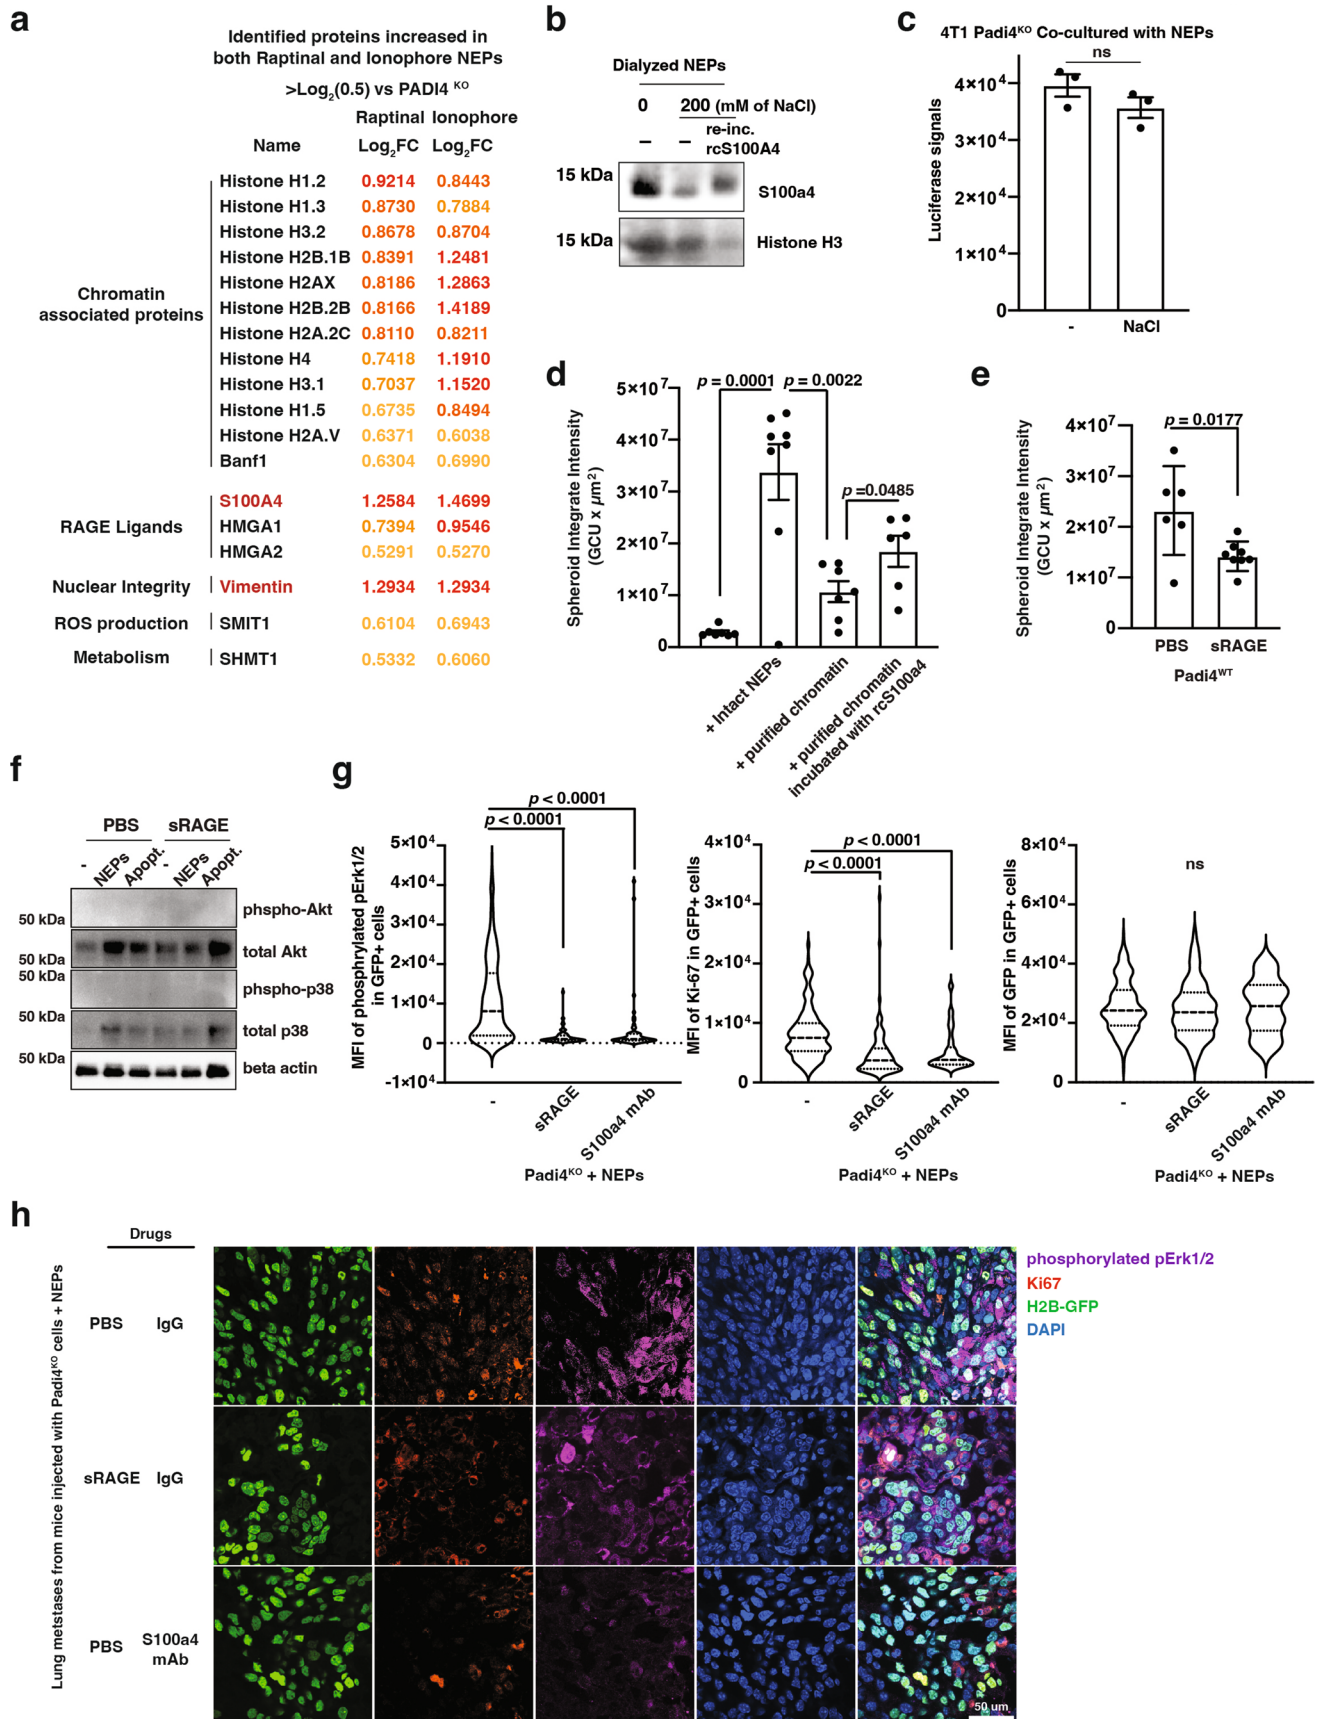 a
Identified proteins increased in
both Raptinal and Ionophore NEPs
>Log2(0.5) vs PADI4 KO
Raptinal Ionophore
Name Log2FC Log2FC
Chromatin
associated proteins
Histone H1.2 0.9214 0.8443
Histone H1.3 0.8730 0.7884
Histone H3.2 0.8678 0.8704
Histone H2B.1B 0.8391 1.2481
Histone H2AX 0.8186 1.2863
Histone H2B.2B 0.8166 1.4189
Histone H2A.2C 0.8110 0.8211
Histone H4 0.7418 1.1910
Histone H3.1 0.7037 1.1520
Histone H1.5 0.6735 0.8494
Histone H2A.V 0.6371 0.6038
Banf1 0.6304 0.6990
RAGE Ligands
S100A4 1.2584 1.4699
HMGA1 0.7394 0.9546
HMGA2 0.5291 0.5270
Nuclear Integrity Vimentin 1.2934 1.2934
ROS production SMIT1 0.6104 0.6943
Metabolism SHMT1 0.5332 0.6060
b
Dialyzed NEPs
0 200 (mM of NaCl)
– – re-inc.
rcS100A4
15 kDa S100a4
15 kDa Histone H3
c
4T1 Padi4KO Co-cultured with NEPs
ns
Luciferase signals
4×10⁴
3×10⁴
2×10⁴
1×10⁴
0
- NaCl
d
Spheroid Integrate Intensity
(GCU x µm²)
5×10⁷
4×10⁷
3×10⁷
2×10⁷
1×10⁷
0
p = 0.0001 p = 0.0022
p =0.0485
+ Intact NEPs
+ purified chromatin
+ purified chromatin
incubated with rcS100a4
e
Spheroid Integrate Intensity
(GCU x µm²)
4×10⁷
3×10⁷
2×10⁷
1×10⁷
0
p = 0.0177
PBS sRAGE
Padi4WT
f
PBS sRAGE
- NEPs Apopt. - NEPs Apopt.
50 kDa phspho-Akt
50 kDa total Akt
50 kDa phspho-p38
50 kDa total p38
50 kDa beta actin
g
MFI of phosphrylated pErk1/2
in GFP+ cells
5×10⁴
4×10⁴
3×10⁴
2×10⁴
1×10⁴
0
-1×10⁴
p < 0.0001
p < 0.0001
- sRAGE S100a4 mAb
Padi4KO + NEPs
MFI of Ki-67 in GFP+ cells
4×10⁴
3×10⁴
2×10⁴
1×10⁴
0
p < 0.0001
p < 0.0001
- sRAGE S100a4 mAb
Padi4KO + NEPs
MFI of GFP in GFP+ cells
8×10⁴
6×10⁴
4×10⁴
2×10⁴
0
ns
- sRAGE S100a4 mAb
Padi4KO + NEPs
h
Drugs
Lung metastases from mice injected with Padi4KO cells + NEPs
PBS IgG
sRAGE IgG
PBS S100a4
mAb
phosphorylated pErk1/2
Ki67
H2B-GFP
DAPI
50 um